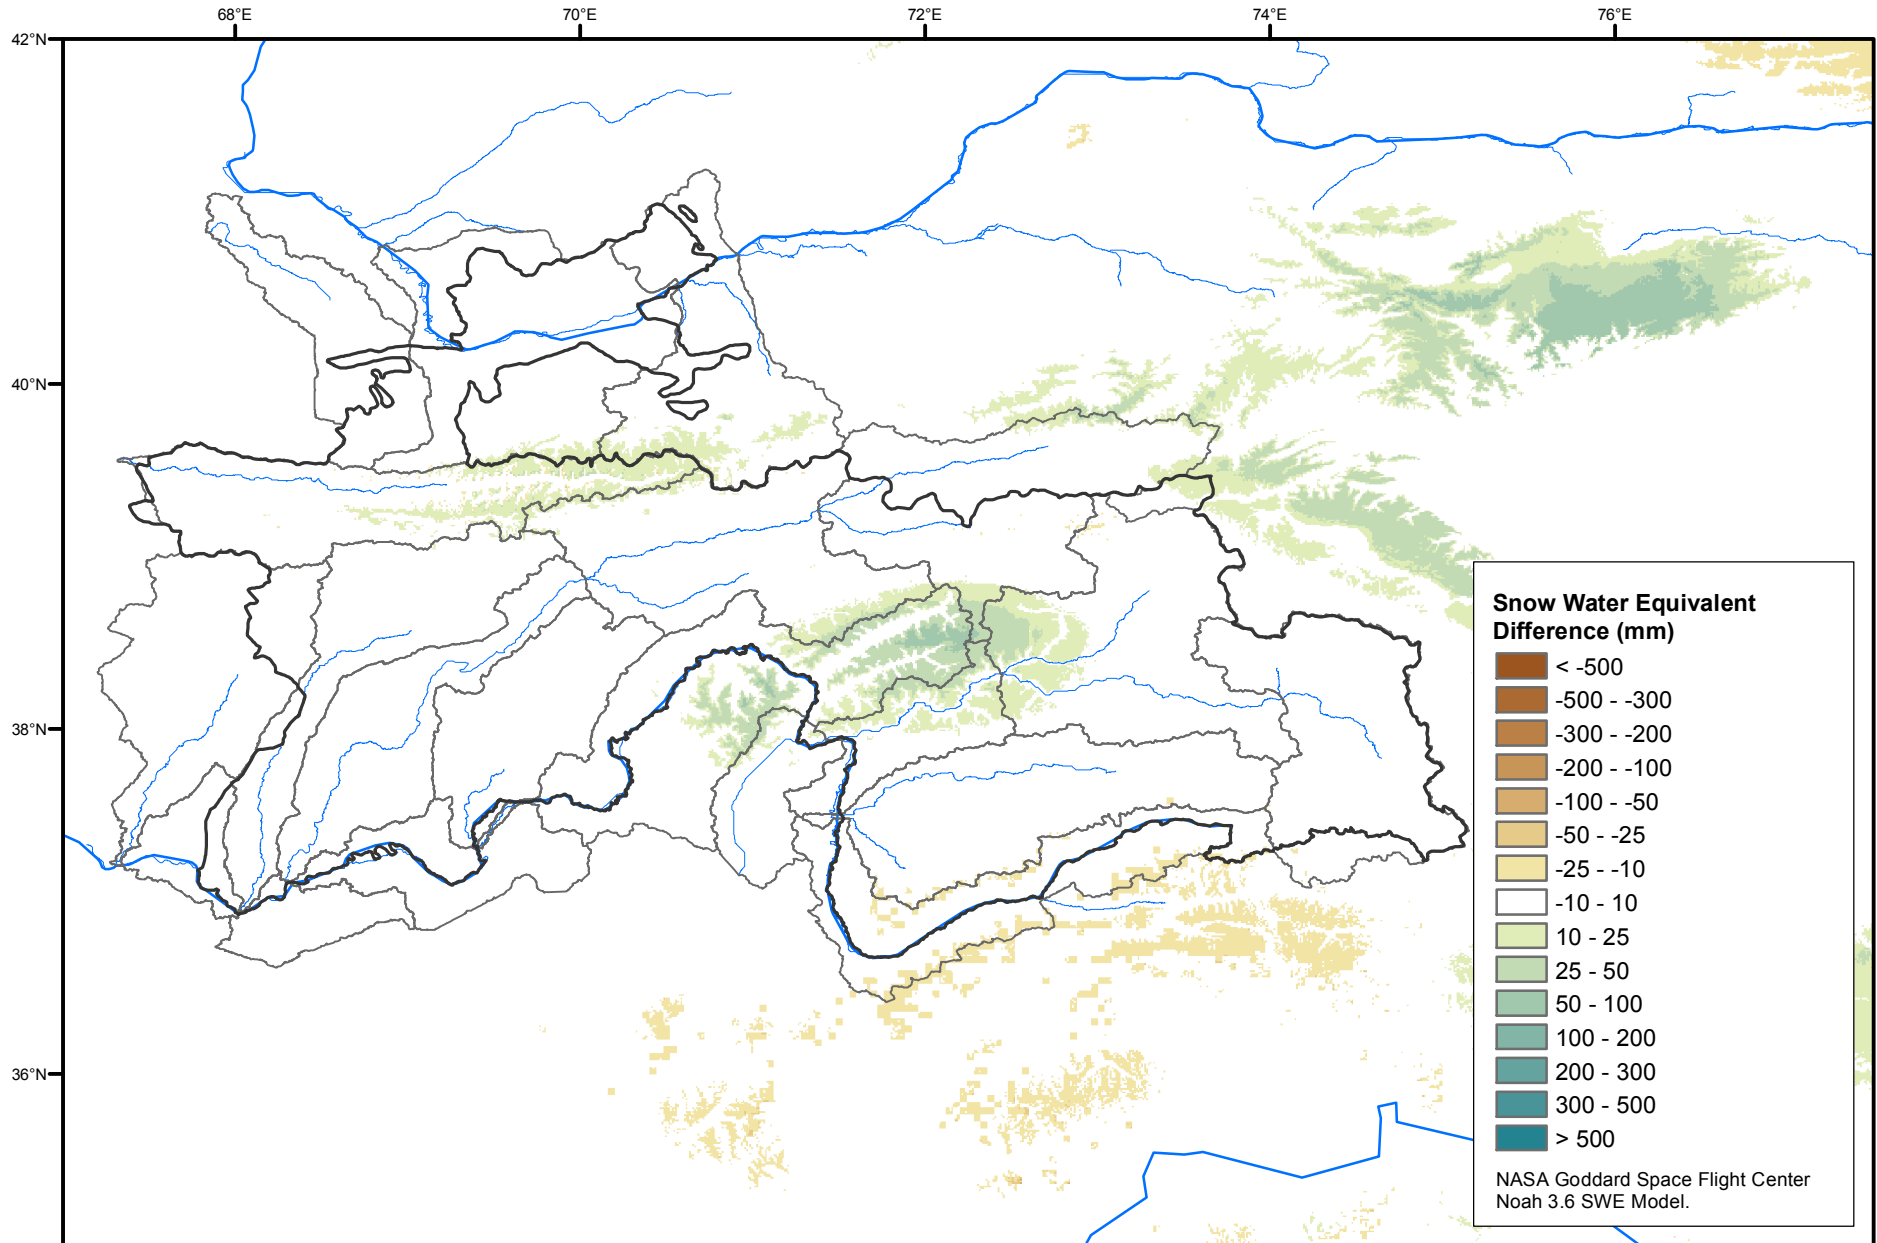 68°E
70°E
72°E
74°E
76°E
42°N
40°N
38°N
36°N
Snow Water Equivalent
Difference (mm)
< -500
-500 - -300
-300 - -200
-200 - -100
-100 - -50
-50 - -25
-25 - -10
-10 - 10
10 - 25
25 - 50
50 - 100
100 - 200
200 - 300
300 - 500
> 500
NASA Goddard Space Flight Center
Noah 3.6 SWE Model.